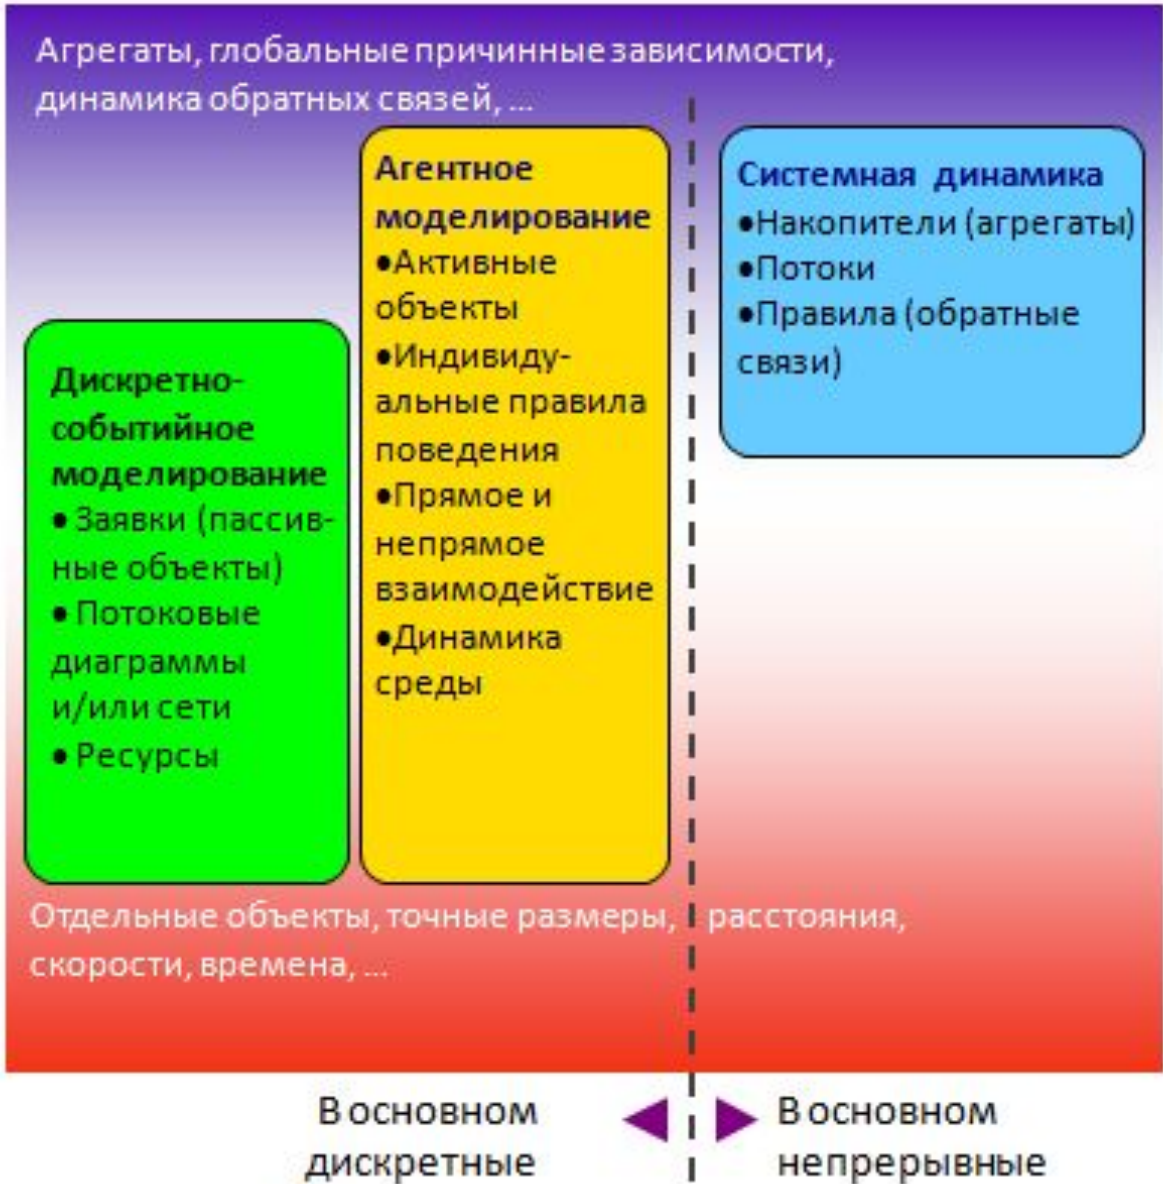 Агрегаты, глобальные причинные зависимости,
динамика обратных связей, ...
Агентное
моделирование
●Активные
объекты
●Индивиду-
альные правила
поведения
●Прямое и
непрямое
взаимодействие
●Динамика
среды
Системная динамика
●Накопители (агрегаты)
●Потоки
●Правила (обратные
связи)
Дискретно-
событийное
моделирование
● Заявки (пассив-
ные объекты)
● Потоковые
диаграммы
и/или сети
● Ресурсы
Отдельные объекты, точные размеры, расстояния,
скорости, времена, ...
В основном
дискретные
В основном
непрерывные